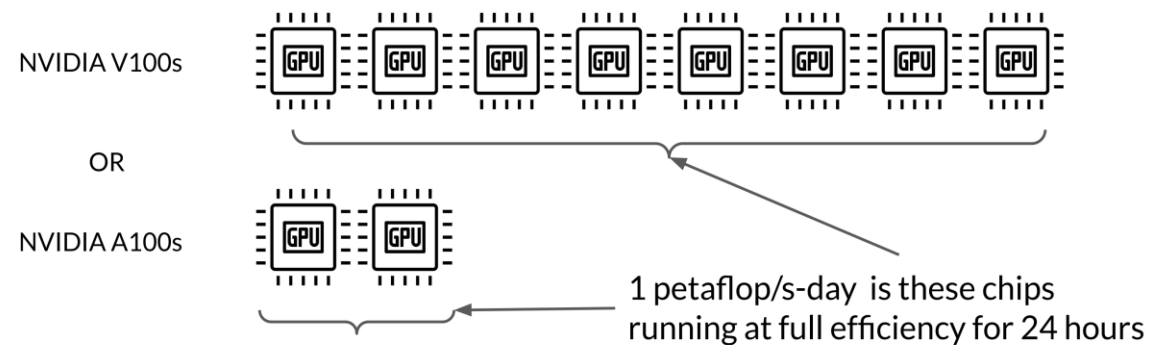 NVIDIA V100s
GPU GPU GPU GPU GPU GPU GPU GPU
OR
NVIDIA A100s
GPU GPU
1 petaflop/s-day is these chips
running at full efficiency for 24 hours